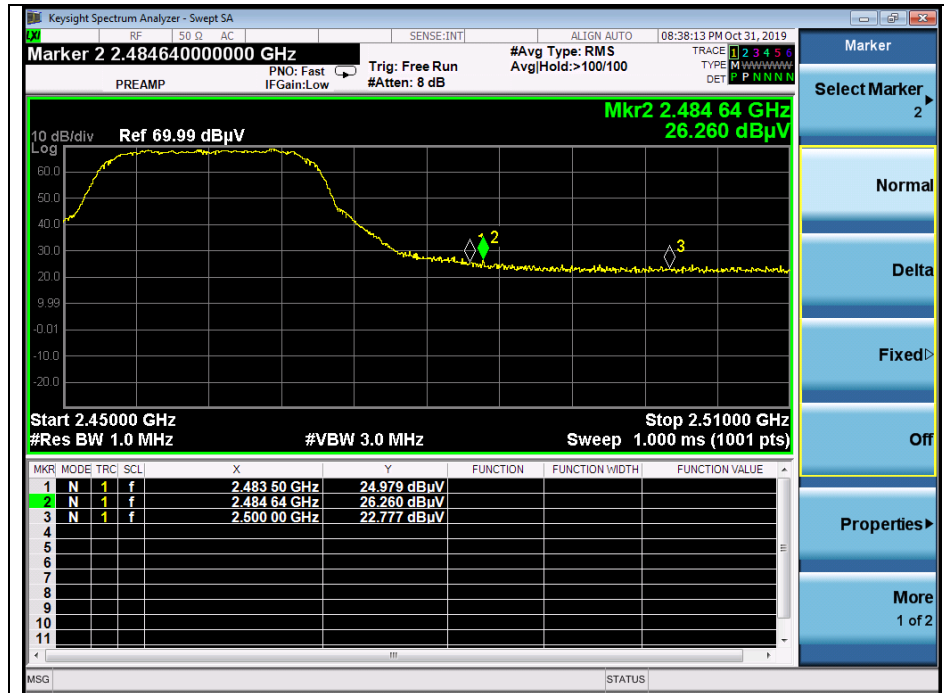 Keysight Spectrum Analyzer - Swept SA
LXI RF 50 Ω AC SENSE:INT ALIGN AUTO 08:38:13 PM Oct 31, 2019
Marker 2 2.484640000000 GHz
PREAMP
PNO: Fast
IFGain:Low
Trig: Free Run
#Atten: 8 dB
#Avg Type: RMS
Avg|Hold:>100/100
TRACE 1 2 3 4 5 6
TYPE M W W W W W
DET P P N N N N
Mkr2 2.484 64 GHz
26.260 dBµV
10 dB/div Ref 69.99 dBµV
Log
60.0
50.0
40.0
30.0
20.0
9.99
-0.01
-10.0
-20.0
1 2
3
Start 2.45000 GHz Stop 2.51000 GHz
#Res BW 1.0 MHz #VBW 3.0 MHz Sweep 1.000 ms (1001 pts)
MKR MODE TRC SCL X Y FUNCTION FUNCTION WIDTH FUNCTION VALUE
1 N 1 f 2.483 50 GHz 24.979 dBµV
2 N 1 f 2.484 64 GHz 26.260 dBµV
3 N 1 f 2.500 00 GHz 22.777 dBµV
4
5
6
7
8
9
10
11
MSG STATUS
Marker
Select Marker
2
Normal
Delta
Fixed
Off
Properties
More
1 of 2